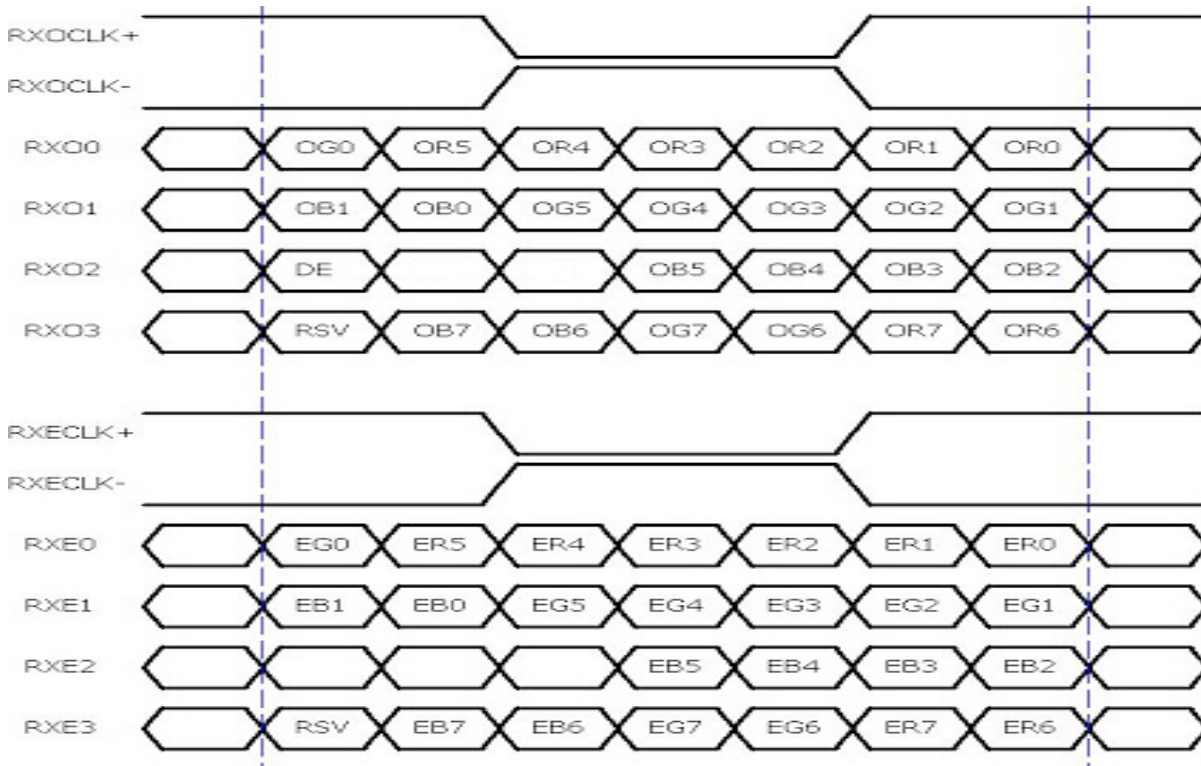 RXOCLK+
RXOCLK-
RXO0 OG0 OR5 OR4 OR3 OR2 OR1 OR0
RXO1 OB1 OB0 OG5 OG4 OG3 OG2 OG1
RXO2 DE OB5 OB4 OB3 OB2
RXO3 RSV OB7 OB6 OG7 OG6 OR7 OR6
RXECLK+
RXECLK-
RXE0 EG0 ER5 ER4 ER3 ER2 ER1 ER0
RXE1 EB1 EB0 EG5 EG4 EG3 EG2 EG1
RXE2 EB5 EB4 EB3 EB2
RXE3 RSV EB7 EB6 EG7 EG6 ER7 ER6